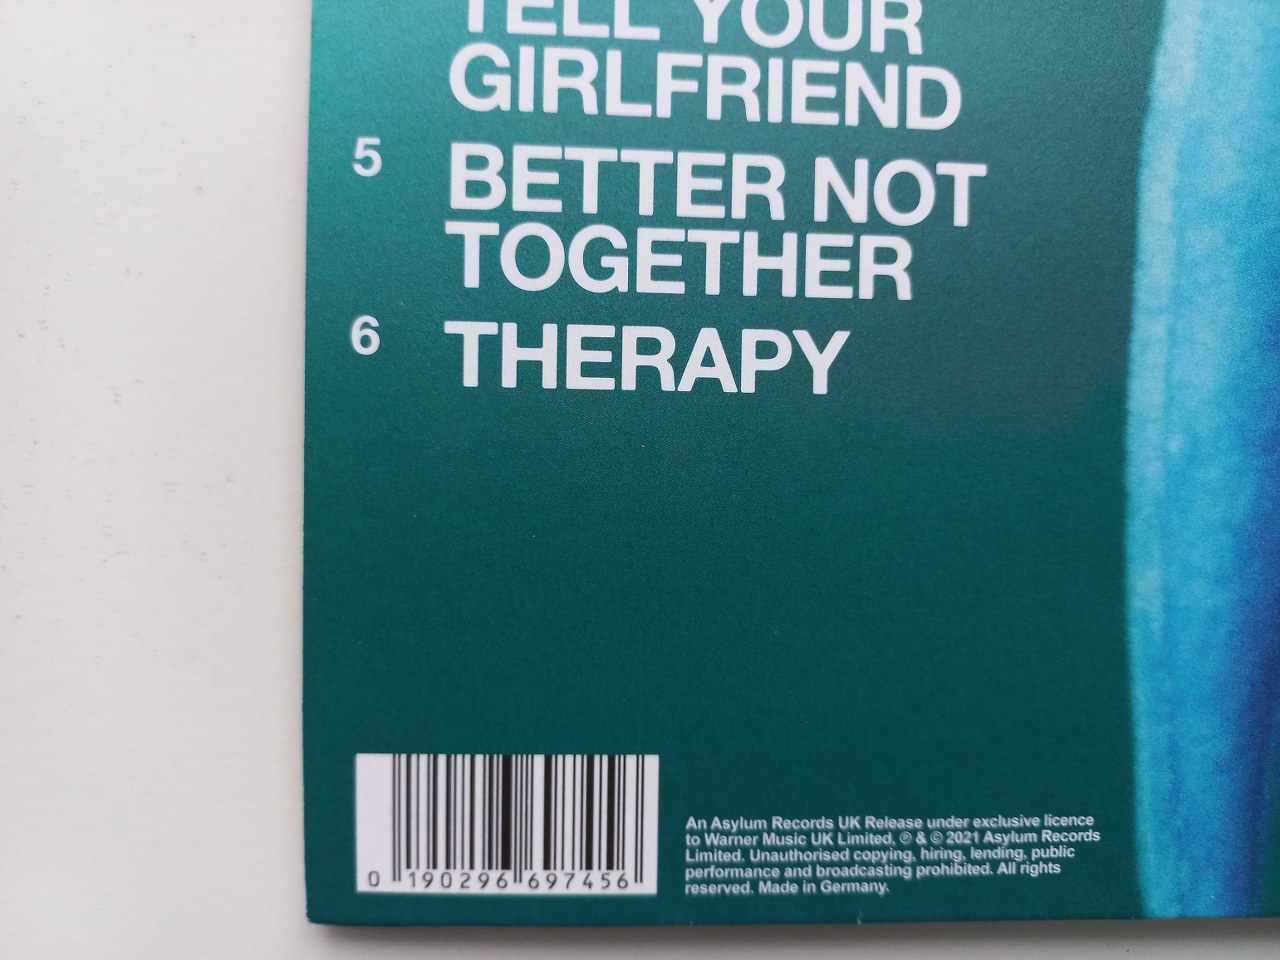 TELL YOUR
GIRLFRIEND
5 BETTER NOT
TOGETHER
6 THERAPY
0 190296 697456
An Asylum Records UK Release under exclusive licence
to Warner Music UK Limited, ℗ & © 2021 Asylum Records
Limited. Unauthorised copying, hiring, lending, public
performance and broadcasting prohibited. All rights
reserved. Made in Germany.